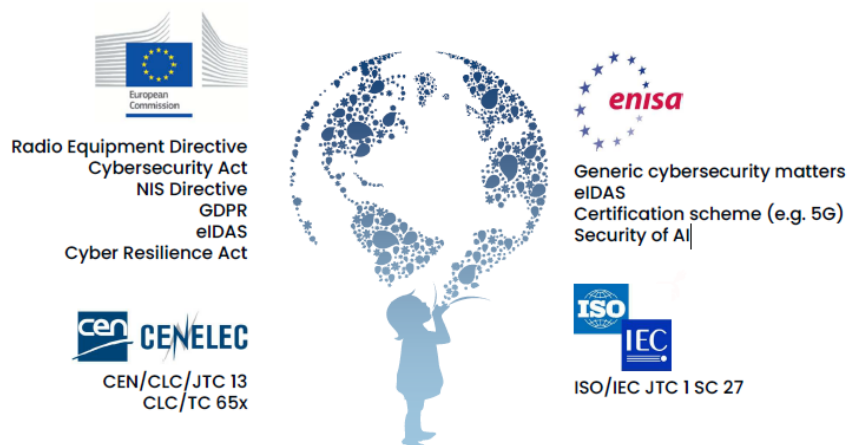 European
Commission
Radio Equipment Directive
Cybersecurity Act
NIS Directive
GDPR
eIDAS
Cyber Resilience Act
enisa
Generic cybersecurity matters
eIDAS
Certification scheme (e.g. 5G)
Security of AI
cen CENELEC
CEN/CLC/JTC 13
CLC/TC 65x
ISO
IEC
ISO/IEC JTC 1 SC 27